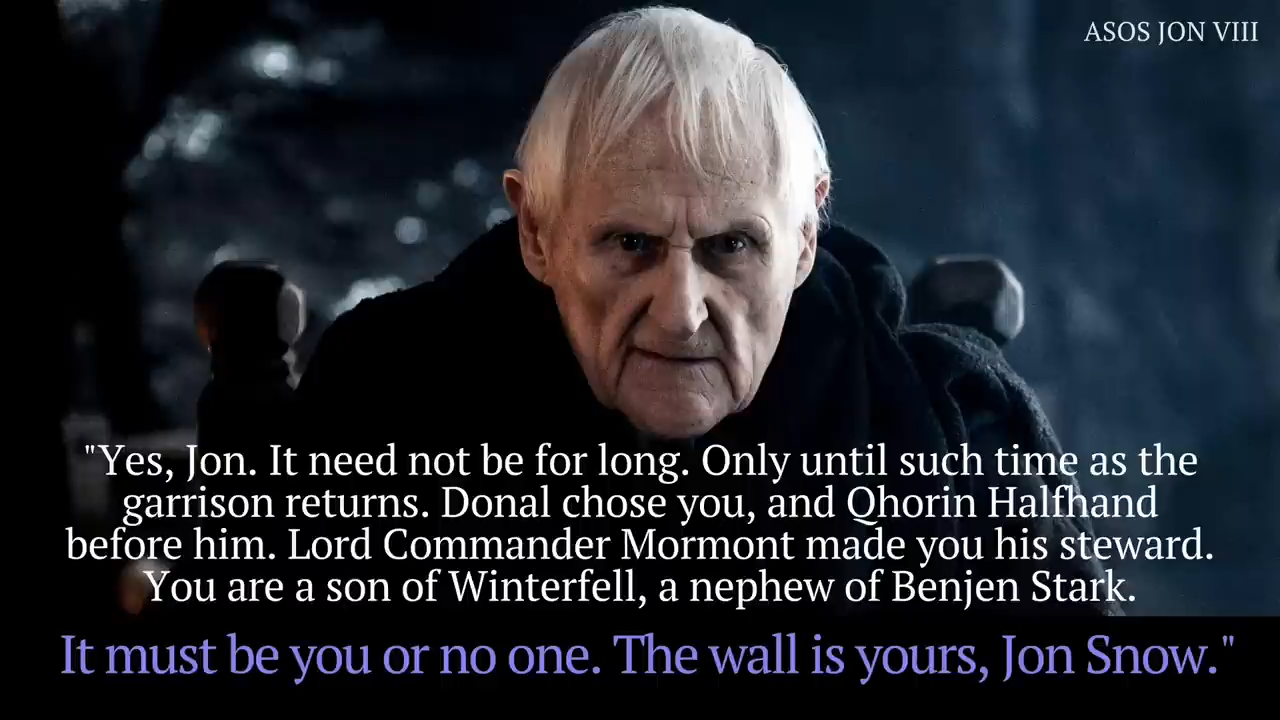 ASOS JON VIII
"Yes, Jon. It need not be for long. Only until such time as the
garrison returns. Donal chose you, and Qhorin Halfhand
before him. Lord Commander Mormont made you his steward.
You are a son of Winterfell, a nephew of Benjen Stark.
It must be you or no one. The wall is yours, Jon Snow."